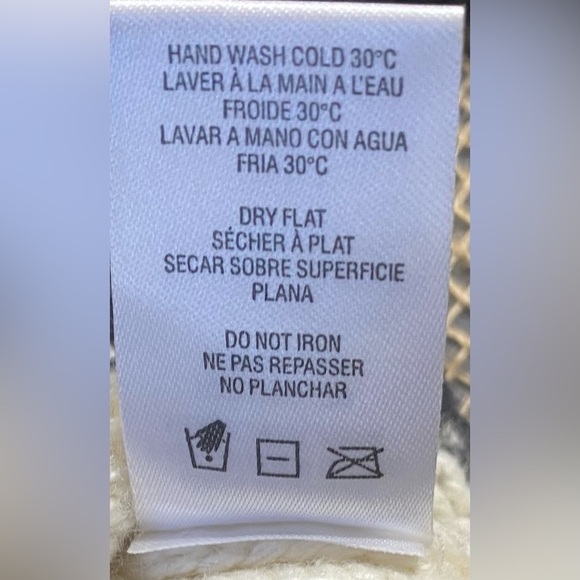 HAND WASH COLD 30°C
LAVER À LA MAIN A L'EAU
FROIDE 30°C
LAVAR A MANO CON AGUA
FRIA 30°C
DRY FLAT
SÉCHER À PLAT
SECAR SOBRE SUPERFICIE
PLANA
DO NOT IRON
NE PAS REPASSER
NO PLANCHAR